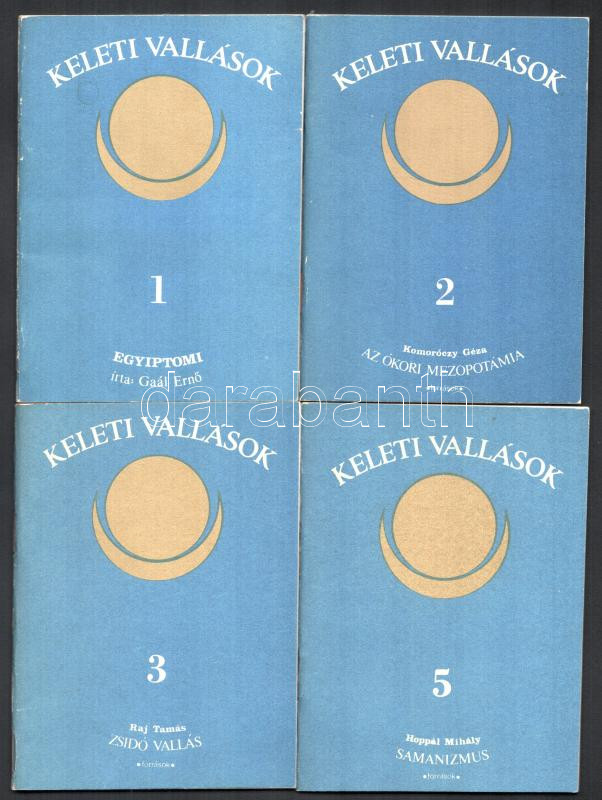 KELETI VALLÁSOK
1
EGYIPTOMI
írta: Gaál Ernő
KELETI VALLÁSOK
2
Komoróczy Géza
AZ ÓKORI MEZOPOTÁMIA
•források•
darabanth
KELETI VALLÁSOK
3
Raj Tamás
ZSIDÓ VALLÁS
•források•
KELETI VALLÁSOK
5
Hoppál Mihály
SAMANIZMUS
•források•